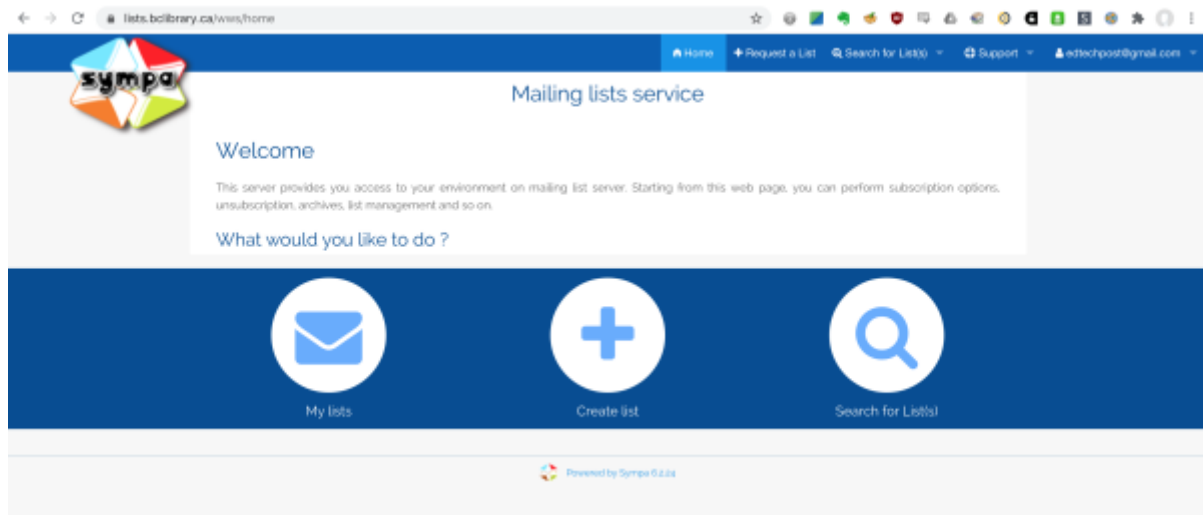 lists.bclibrary.ca/wws/home
sympa
Home Request a List Search for List(s) Support edtechpost@gmail.com
Mailing lists service
Welcome
This server provides you access to your environment on mailing list server. Starting from this web page, you can perform subscription options,
unsubscription, archives, list management and so on.
What would you like to do ?
My lists Create list Search for List(s)
Powered by Sympa 6.2.24